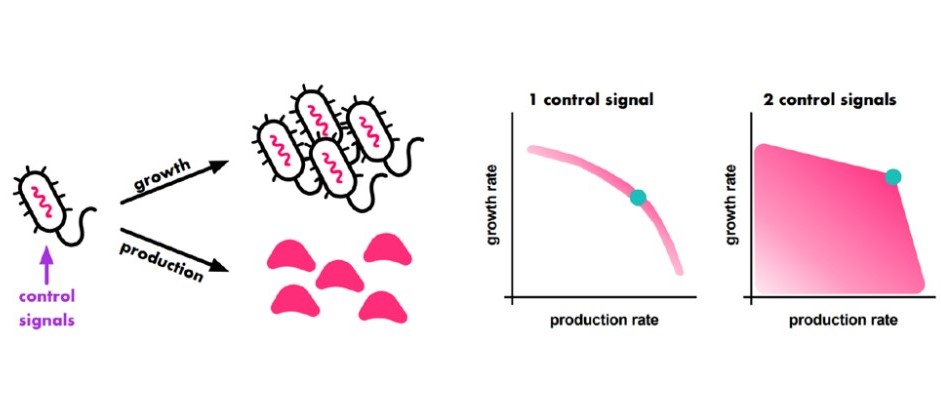 control
signals
growth
production
1 control signal
growth rate
production rate
2 control signals
growth rate
production rate